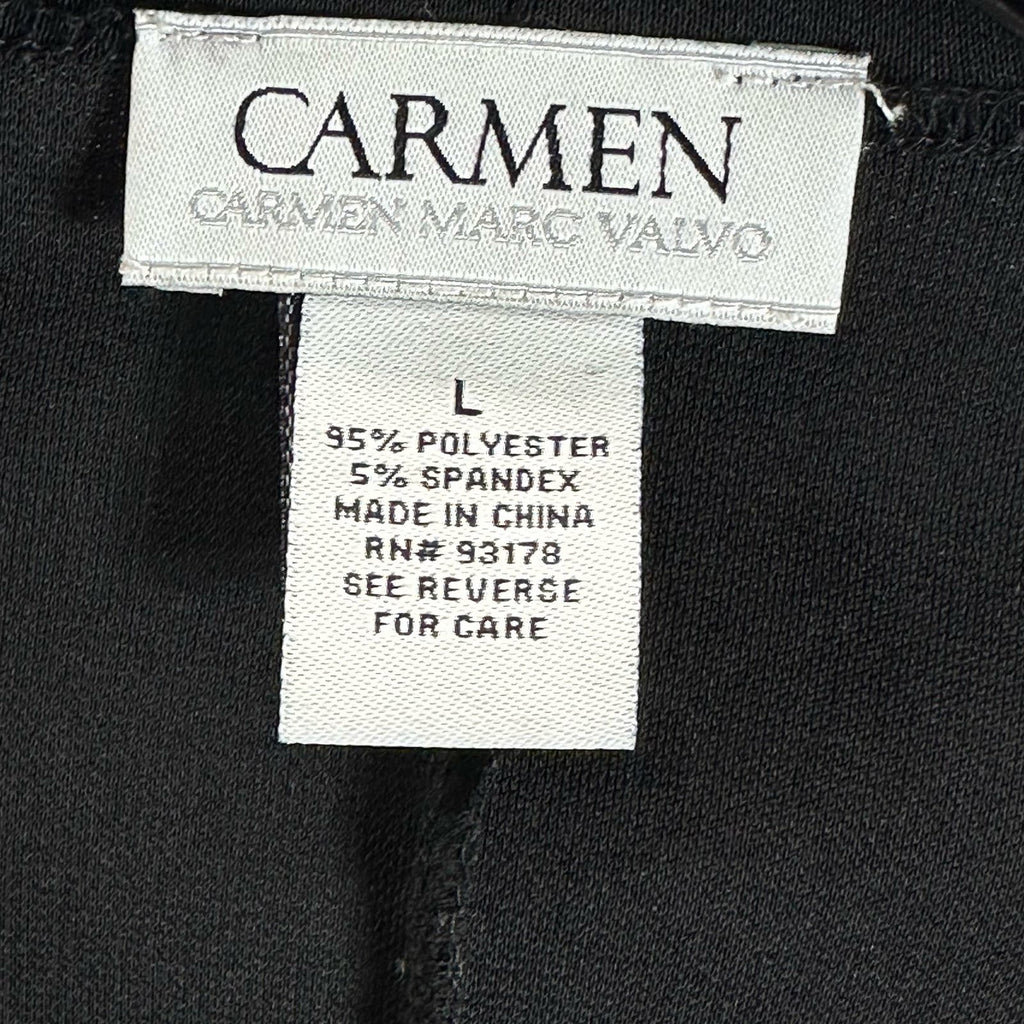 CARMEN
CARMEN MARC VALVO
L
95% POLYESTER
5% SPANDEX
MADE IN CHINA
RN# 93178
SEE REVERSE
FOR CARE